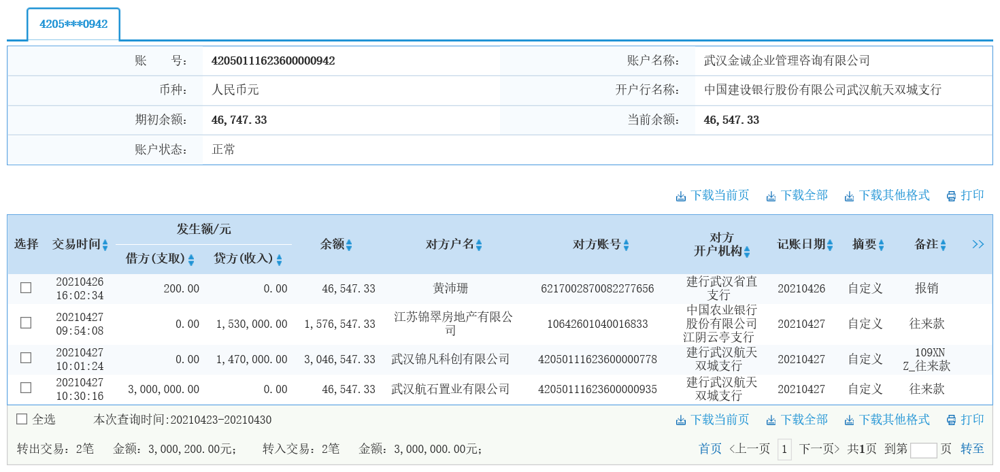 4205***0942
账 号： 42050111623600000942 账户名称： 武汉金诚企业管理咨询有限公司
币种： 人民币元 开户行名称： 中国建设银行股份有限公司武汉航天双城支行
期初余额： 46,747.33 当前余额： 46,547.33
账户状态： 正常
下载当前页 下载全部 下载其他格式 打印
选择 交易时间 发生额/元 余额 对方户名 对方账号 对方 记账日期 摘要 备注 >>
借方(支取) 贷方(收入) 开户机构
20210426 200.00 0.00 46,547.33 黄沛珊 6217002870082277656 建行武汉省直 20210426 自定义 报销
16:02:34 支行
20210427 0.00 1,530,000.00 1,576,547.33 江苏锦翠房地产有限公 10642601040016833 中国农业银行 20210427 自定义 往来款
09:54:08 司 股份有限公司
江阴云亭支行
20210427 0.00 1,470,000.00 3,046,547.33 武汉锦凡科创有限公司 42050111623600000778 建行武汉航天 20210427 自定义 109XN
10:01:24 双城支行 Z_往来款
20210427 3,000,000.00 0.00 46,547.33 武汉航石置业有限公司 42050111623600000935 建行武汉航天 20210427 自定义 往来款
10:30:16 双城支行
全选 本次查询时间:20210423-20210430 下载当前页 下载全部 下载其他格式 打印
转出交易：2笔 金额：3,000,200.00元； 转入交易：2笔 金额：3,000,000.00元； 首页 <上一页 1 下一页> 共1页 到第 页 转至